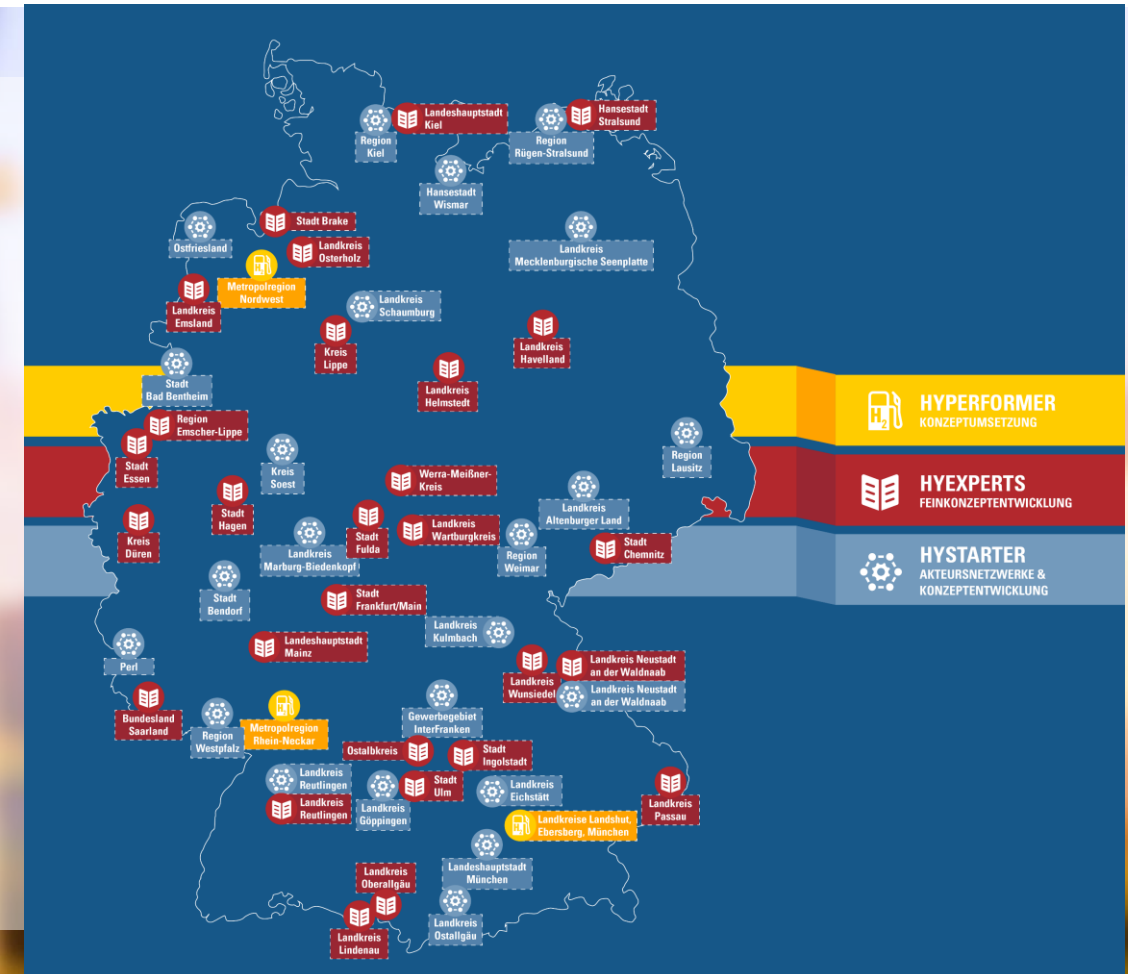 Landeshauptstadt
Kiel
Hansestadt
Stralsund
Region
Kiel
Region
Rügen-Stralsund
Hansestadt
Wismar
Stadt Brake
Ostfriesland
Landkreis
Osterholz
Landkreis
Mecklenburgische Seenplatte
Metropolregion
Nordwest
Landkreis
Emsland
Landkreis
Schaumburg
Kreis
Lippe
Landkreis
Havelland
Stadt
Bad Bentheim
Landkreis
Helmstedt
HYPERFORMER
KONZEPTUMSETZUNG
H2
Region
Emscher-Lippe
Stadt
Essen
Kreis
Soest
Region
Lausitz
Werra-Meißner-
Kreis
HYEXPERTS
FEINKONZEPTENTWICKLUNG
Stadt
Hagen
Landkreis
Altenburger Land
Kreis
Düren
Stadt
Fulda
Landkreis
Wartburgkreis
Landkreis
Marburg-Biedenkopf
Region
Weimar
Stadt
Chemnitz
HYSTARTER
AKTEURSNETZWERKE &
KONZEPTENTWICKLUNG
Stadt
Bendorf
Stadt
Frankfurt/Main
Landkreis
Kulmbach
Landeshauptstadt
Mainz
Perl
Landkreis
Wunsiedel
Landkreis Neustadt
an der Waldnaab
Landkreis Neustadt
an der Waldnaab
Bundesland
Saarland
Region
Westpfalz
Metropolregion
Rhein-Neckar
Gewerbegebiet
InterFranken
Ostalbkreis
Stadt
Ingolstadt
Landkreis
Reutlingen
Landkreis
Reutlingen
Landkreis
Göppingen
Stadt
Ulm
Landkreis
Eichstätt
Landkreis
Passau
Landkreise Landshut,
Ebersberg, München
Landeshauptstadt
München
Landkreis
Oberallgäu
Landkreis
Ostallgäu
Landkreis
Lindenau